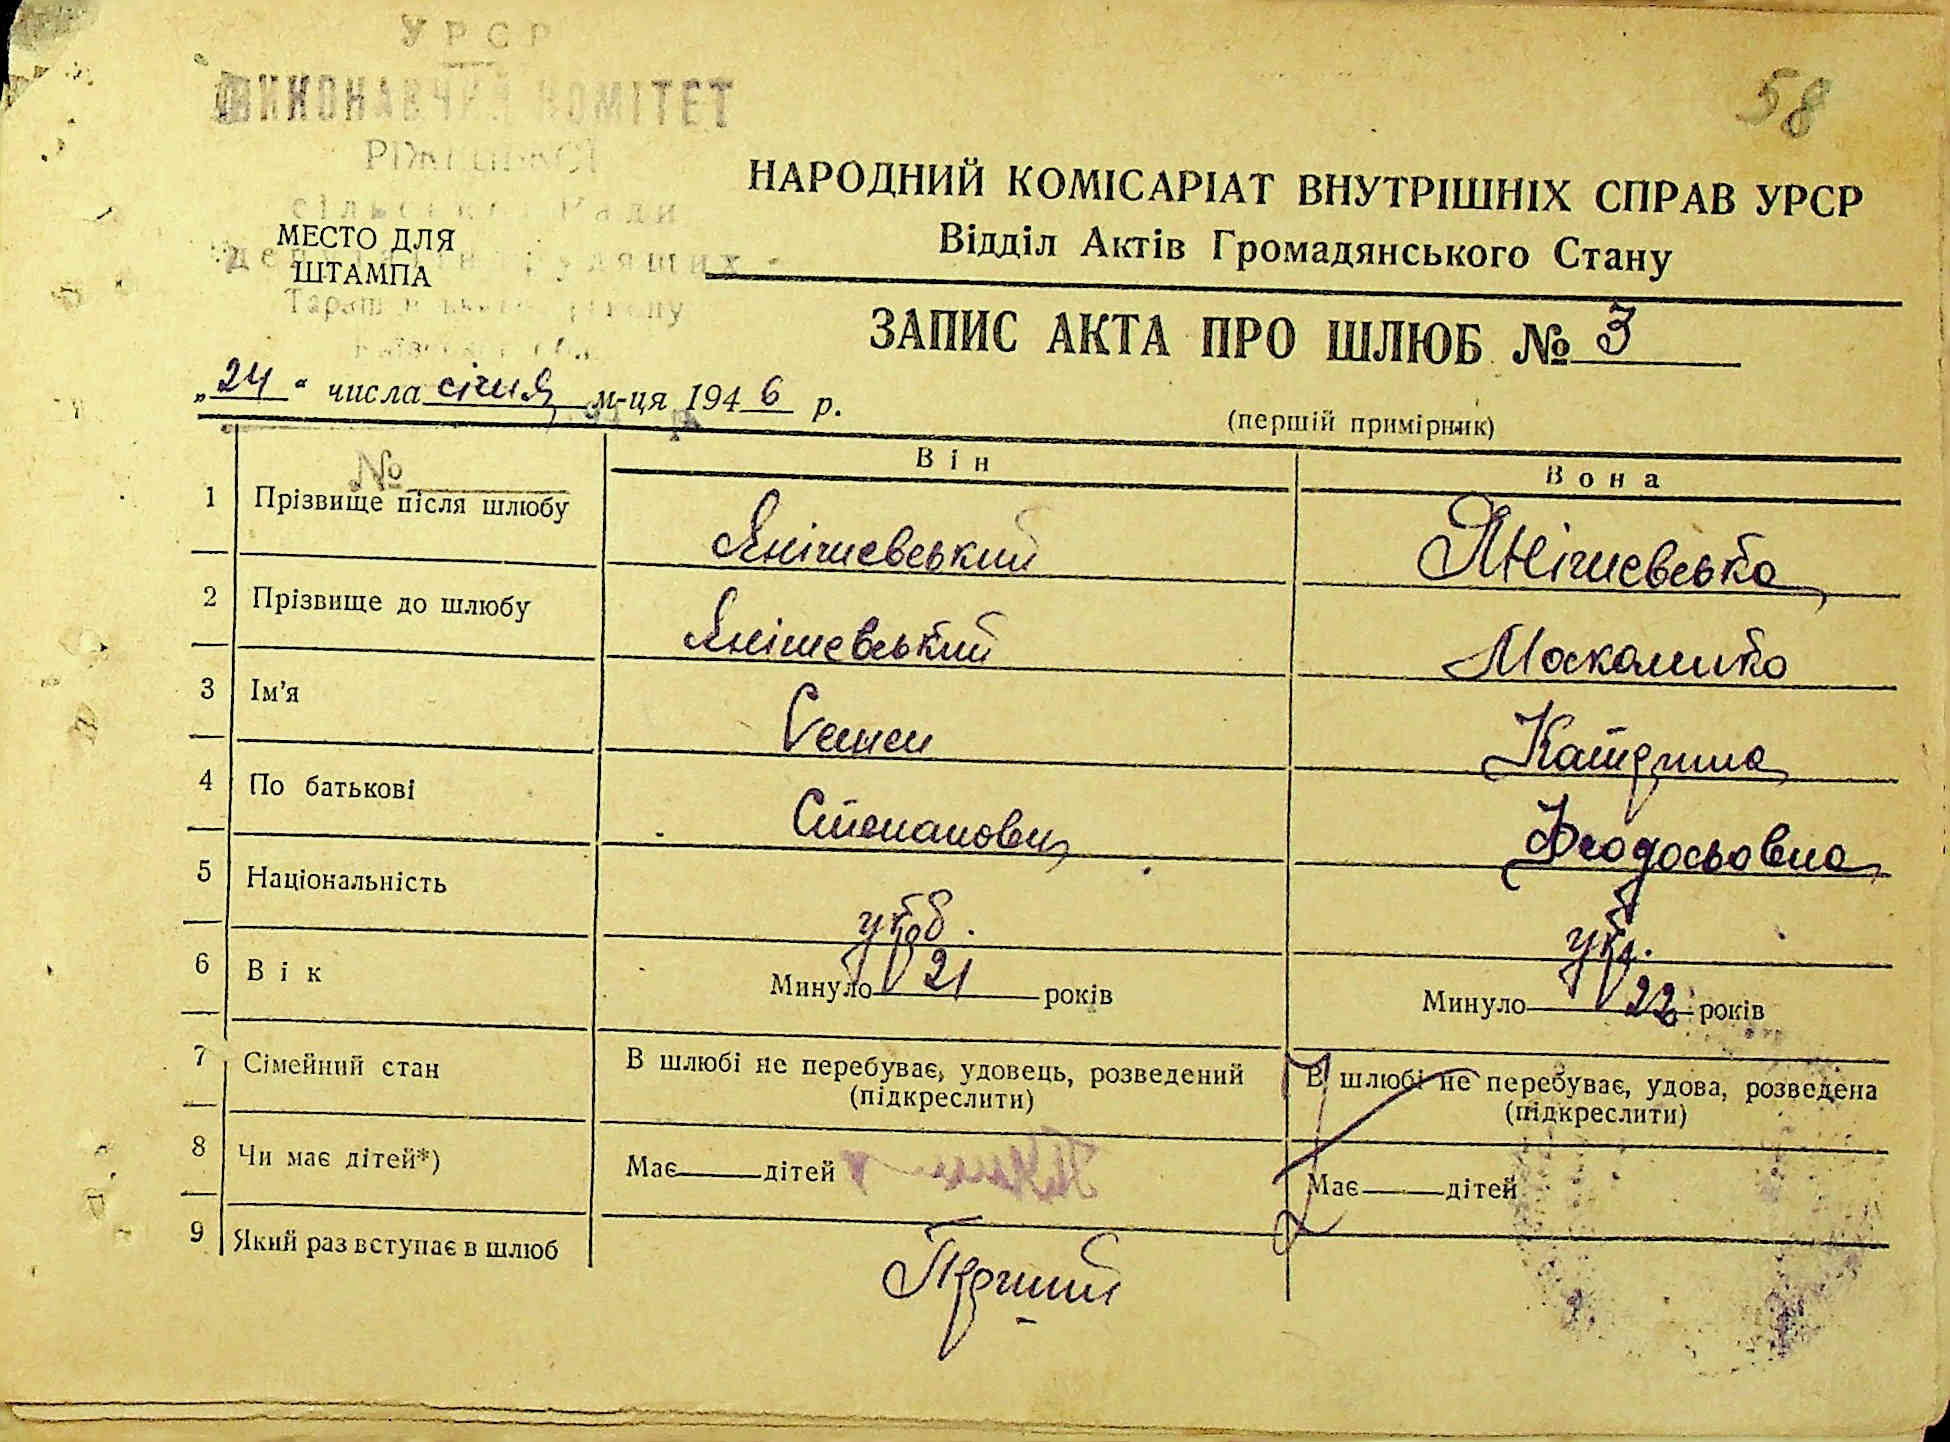 58
УРСР
ВИКОНАВЧИЙ КОМІТЕТ
сільської Ради
МЕСТО ДЛЯ
ШТАМПА
НАРОДНИЙ КОМІСАРІАТ ВНУТРІШНІХ СПРАВ УРСР
Відділ Актів Громадянського Стану
ЗАПИС АКТА ПРО ШЛЮБ № 3
„24“ числа січня м-ця 1946 р.
(першій примірник)
№
Він Вона
1 Прізвище після шлюбу Янішевський Янішевська
2 Прізвище до шлюбу Янішевський Москаленко
3 Ім'я Семен Катерина
4 По батькові Степанович Феодосьовна
5 Національність укр. укр.
6 Вік Минуло 21 років Минуло 22 років
7 Сімейний стан В шлюбі не перебуває, удовець, розведений В шлюбі не перебуває, удова, розведена
(підкреслити) (підкреслити)
8 Чи має дітей*) Має дітей Має дітей
9 Який раз вступає в шлюб Перший